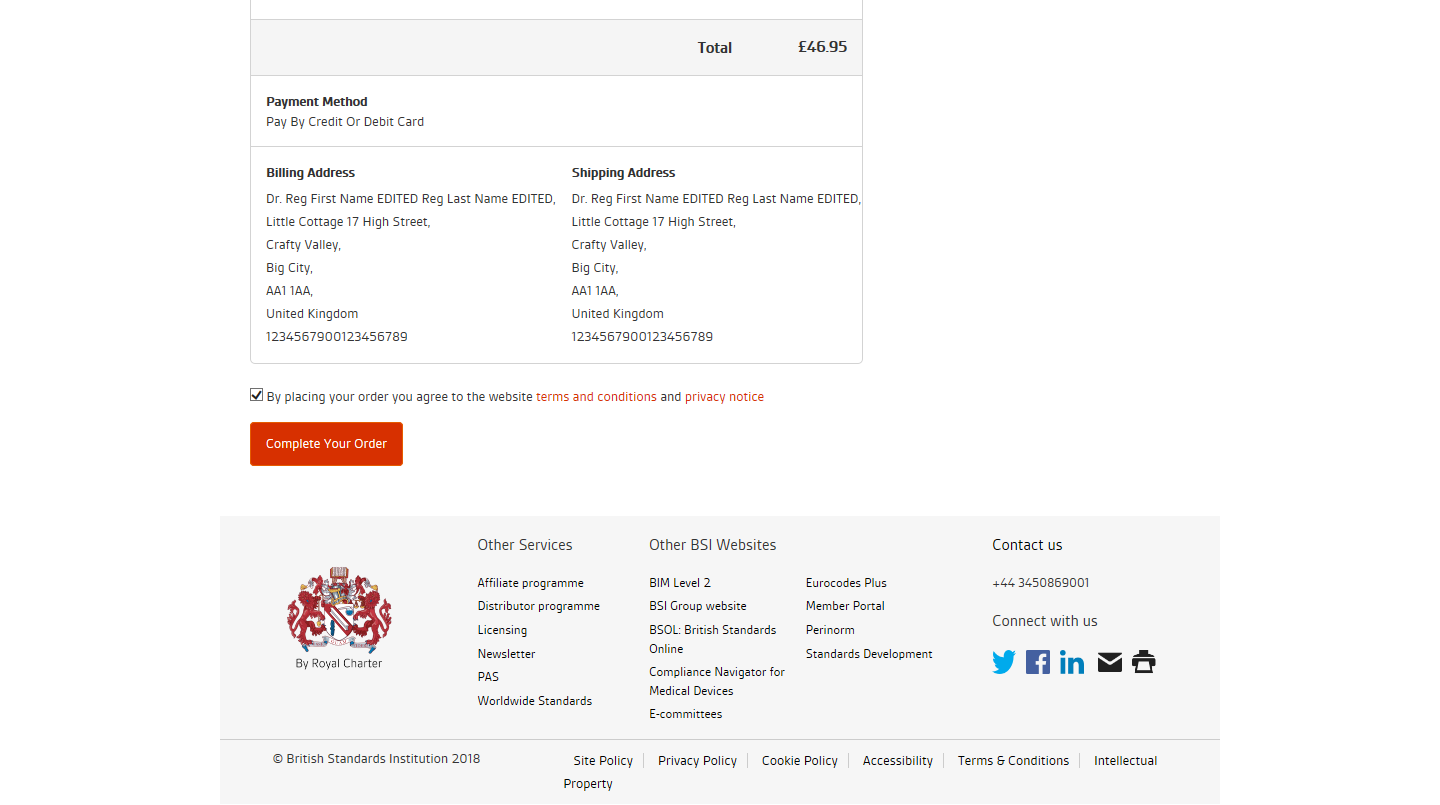 Total £46.95
Payment Method
Pay By Credit Or Debit Card
Billing Address
Dr. Reg First Name EDITED Reg Last Name EDITED,
Little Cottage 17 High Street,
Crafty Valley,
Big City,
AA1 1AA,
United Kingdom
1234567900123456789
Shipping Address
Dr. Reg First Name EDITED Reg Last Name EDITED,
Little Cottage 17 High Street,
Crafty Valley,
Big City,
AA1 1AA,
United Kingdom
1234567900123456789
By placing your order you agree to the website terms and conditions and privacy notice
Complete Your Order
By Royal Charter
Other Services
Affiliate programme
Distributor programme
Licensing
Newsletter
PAS
Worldwide Standards
Other BSI Websites
BIM Level 2
BSI Group website
BSOL: British Standards
Online
Compliance Navigator for
Medical Devices
E-committees
Eurocodes Plus
Member Portal
Perinorm
Standards Development
Contact us
+44 3450869001
Connect with us
© British Standards Institution 2018
Site Policy Privacy Policy Cookie Policy Accessibility Terms & Conditions Intellectual
Property